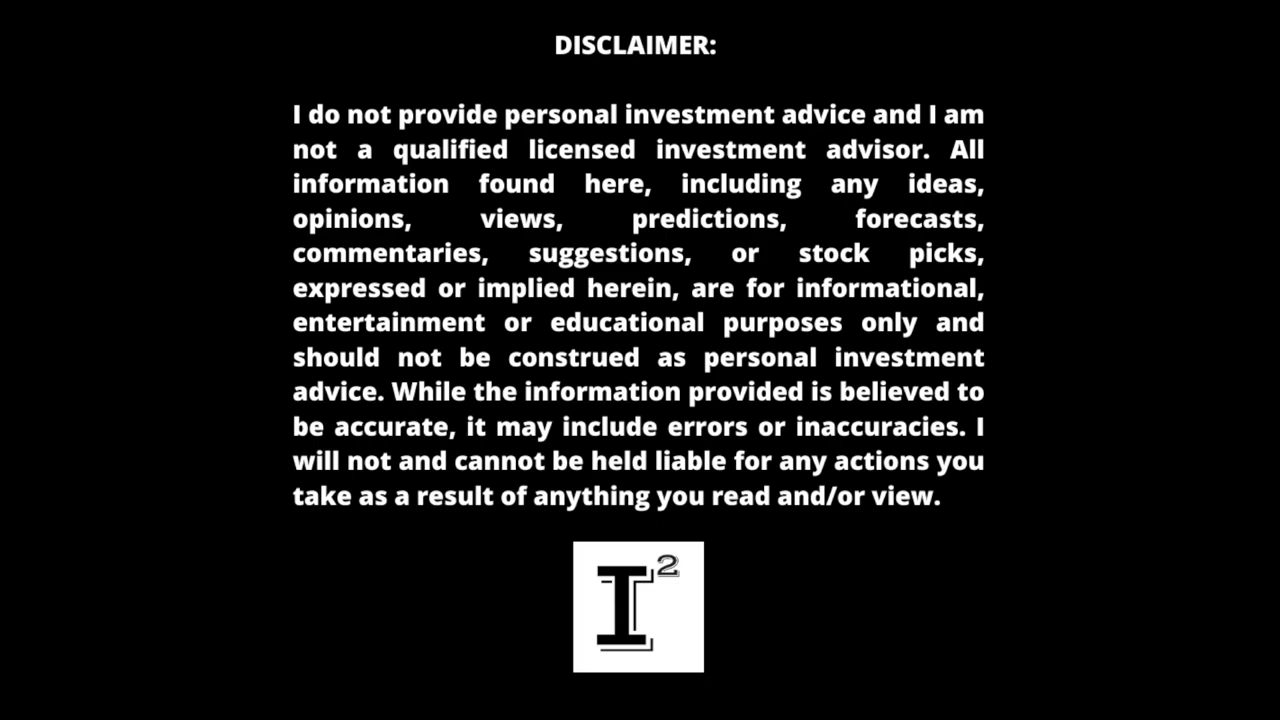 DISCLAIMER:
I do not provide personal investment advice and I am
not a qualified licensed investment advisor. All
information found here, including any ideas,
opinions, views, predictions, forecasts,
commentaries, suggestions, or stock picks,
expressed or implied herein, are for informational,
entertainment or educational purposes only and
should not be construed as personal investment
advice. While the information provided is believed to
be accurate, it may include errors or inaccuracies. I
will not and cannot be held liable for any actions you
take as a result of anything you read and/or view.
I²